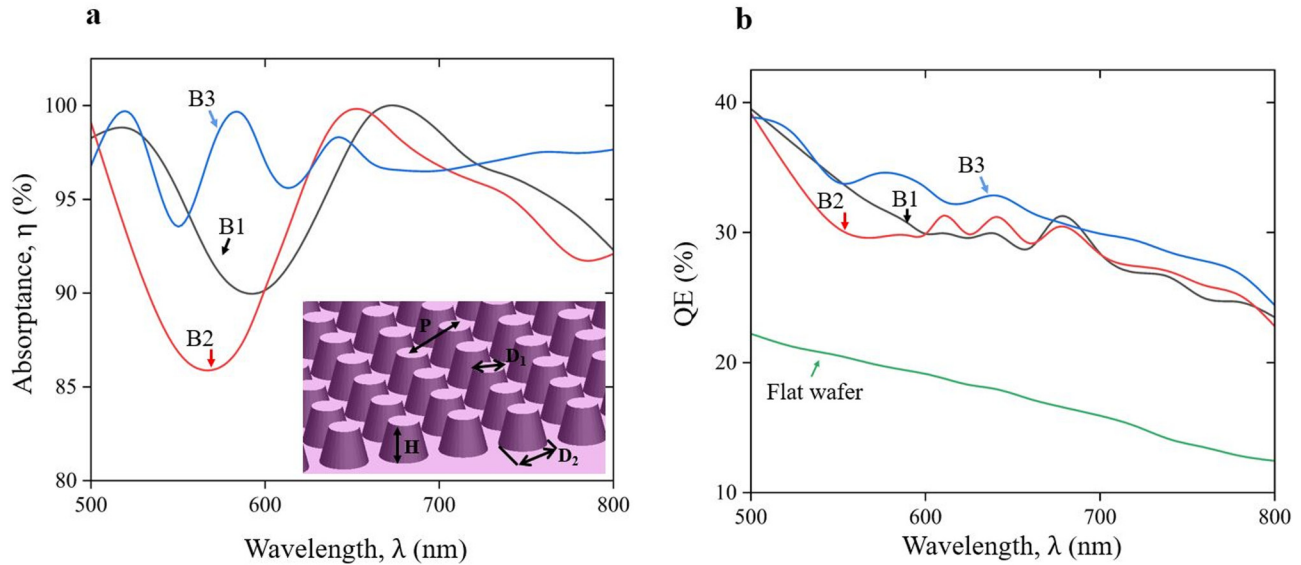 a
Absorptance, η (%)
100
95
90
85
80
B3
B1
B2
P
D₁
H
D₂
500
600
700
800
Wavelength, λ (nm)
b
QE (%)
40
30
20
10
B3
B2
B1
Flat wafer
500
600
700
800
Wavelength, λ (nm)